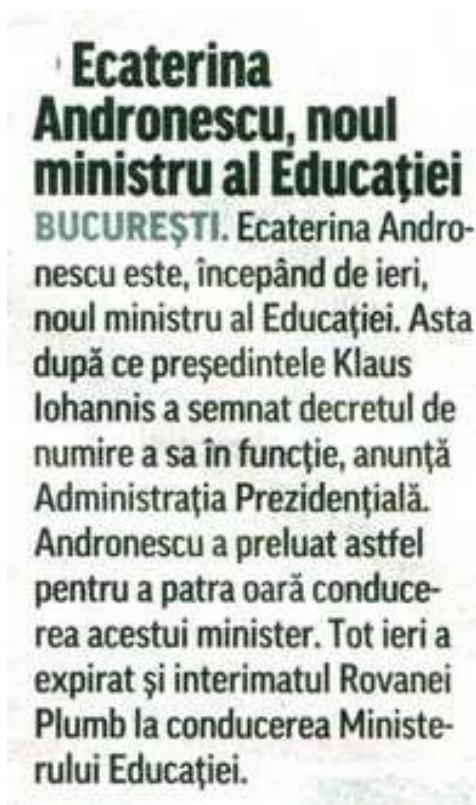 Ecaterina
Andronescu, noul
ministru al Educației
BUCUREȘTI. Ecaterina Andro-
nescu este, începând de ieri,
noul ministru al Educației. Asta
după ce președintele Klaus
Iohannis a semnat decretul de
numire a sa în funcție, anunță
Administrația Prezidențială.
Andronescu a preluat astfel
pentru a patra oară conduce-
rea acestui minister. Tot ieri a
expirat și interimatul Rovanei
Plumb la conducerea Ministe-
rului Educației.